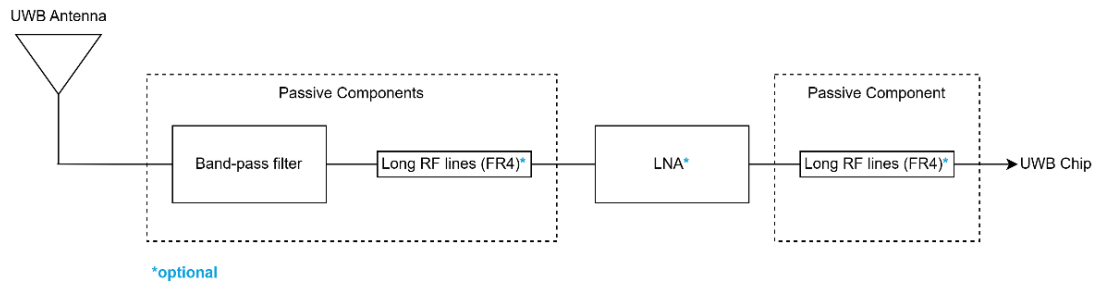 UWB Antenna
Passive Components
Passive Component
Band-pass filter
Long RF lines (FR4)*
LNA*
Long RF lines (FR4)*
UWB Chip
*optional